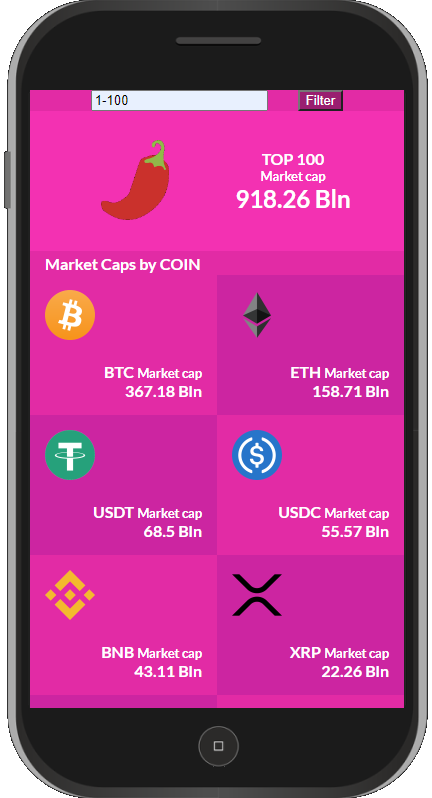 1-100
Filter
TOP 100
Market cap
918.26 Bln
Market Caps by COIN
BTC Market cap
367.18 Bln
ETH Market cap
158.71 Bln
USDT Market cap
68.5 Bln
USDC Market cap
55.57 Bln
BNB Market cap
43.11 Bln
XRP Market cap
22.26 Bln